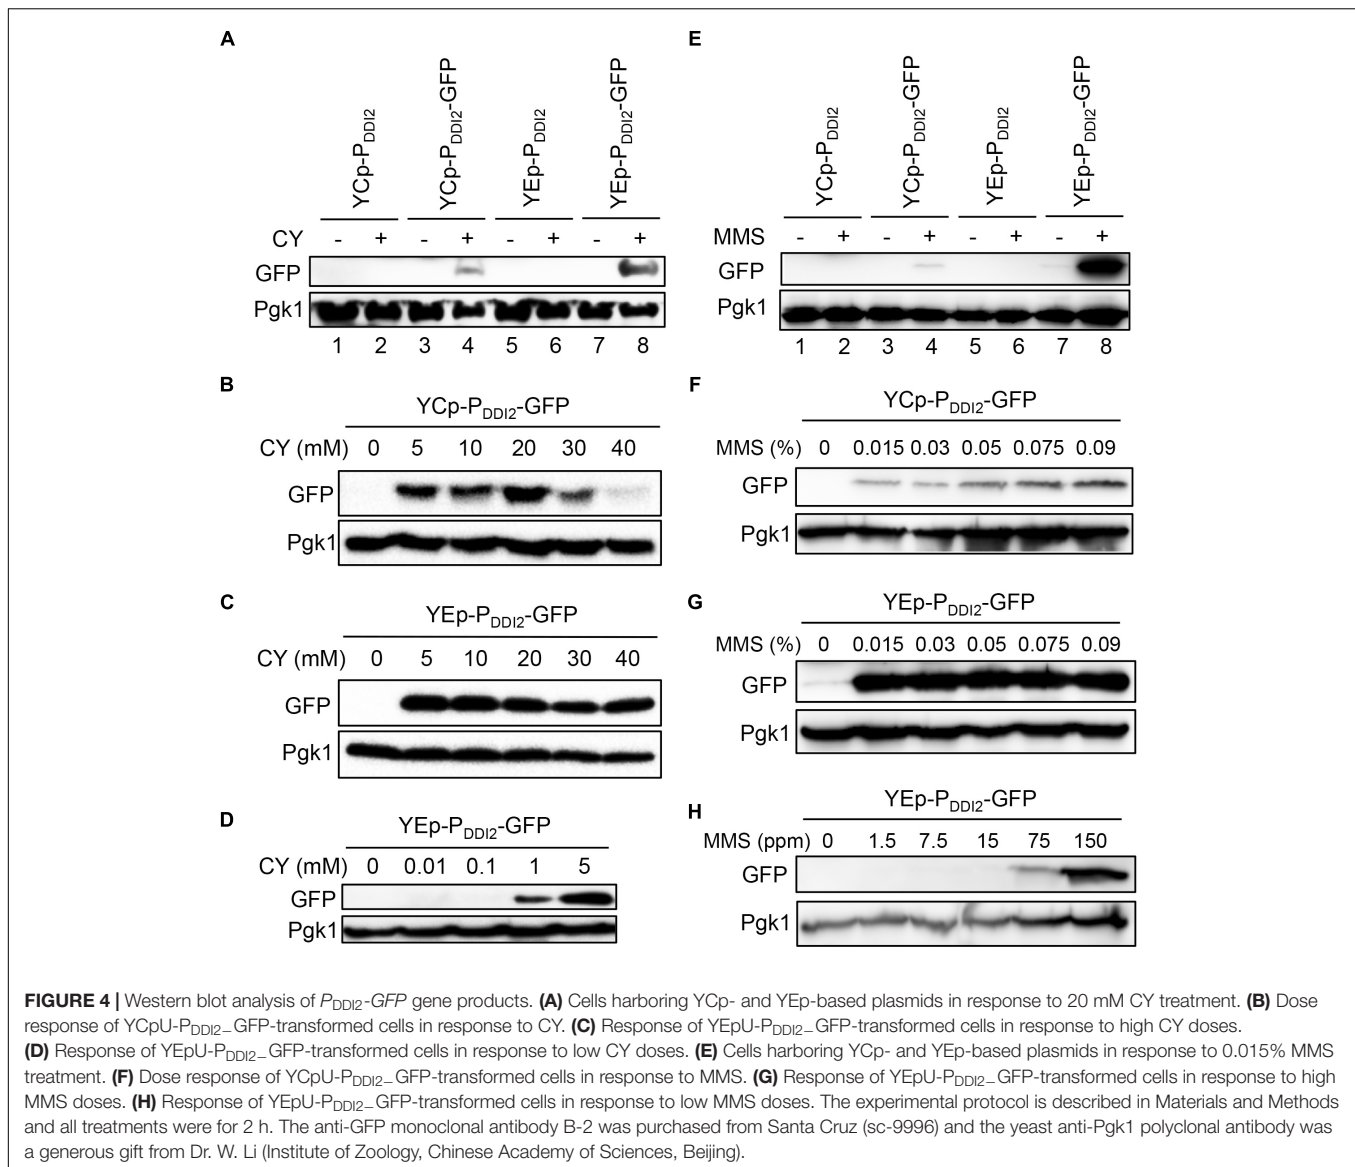 A
YCp-PDDI2
YCp-PDDI2-GFP
YEp-PDDI2
YEp-PDDI2-GFP
CY - + - + - + - +
GFP
Pgk1
1 2 3 4 5 6 7 8
B
YCp-PDDI2-GFP
CY (mM) 0 5 10 20 30 40
GFP
Pgk1
C
YEp-PDDI2-GFP
CY (mM) 0 5 10 20 30 40
GFP
Pgk1
D
YEp-PDDI2-GFP
CY (mM) 0 0.01 0.1 1 5
GFP
Pgk1
E
YCp-PDDI2
YCp-PDDI2-GFP
YEp-PDDI2
YEp-PDDI2-GFP
MMS - + - + - + - +
GFP
Pgk1
1 2 3 4 5 6 7 8
F
YCp-PDDI2-GFP
MMS (%) 0 0.015 0.03 0.05 0.075 0.09
GFP
Pgk1
G
YEp-PDDI2-GFP
MMS (%) 0 0.015 0.03 0.05 0.075 0.09
GFP
Pgk1
H
YEp-PDDI2-GFP
MMS (ppm) 0 1.5 7.5 15 75 150
GFP
Pgk1
FIGURE 4 | Western blot analysis of PDDI2-GFP gene products. (A) Cells harboring YCp- and YEp-based plasmids in response to 20 mM CY treatment. (B) Dose
response of YCpU-PDDI2_GFP-transformed cells in response to CY. (C) Response of YEpU-PDDI2_GFP-transformed cells in response to high CY doses.
(D) Response of YEpU-PDDI2_GFP-transformed cells in response to low CY doses. (E) Cells harboring YCp- and YEp-based plasmids in response to 0.015% MMS
treatment. (F) Dose response of YCpU-PDDI2_GFP-transformed cells in response to MMS. (G) Response of YEpU-PDDI2_GFP-transformed cells in response to high
MMS doses. (H) Response of YEpU-PDDI2_GFP-transformed cells in response to low MMS doses. The experimental protocol is described in Materials and Methods
and all treatments were for 2 h. The anti-GFP monoclonal antibody B-2 was purchased from Santa Cruz (sc-9996) and the yeast anti-Pgk1 polyclonal antibody was
a generous gift from Dr. W. Li (Institute of Zoology, Chinese Academy of Sciences, Beijing).